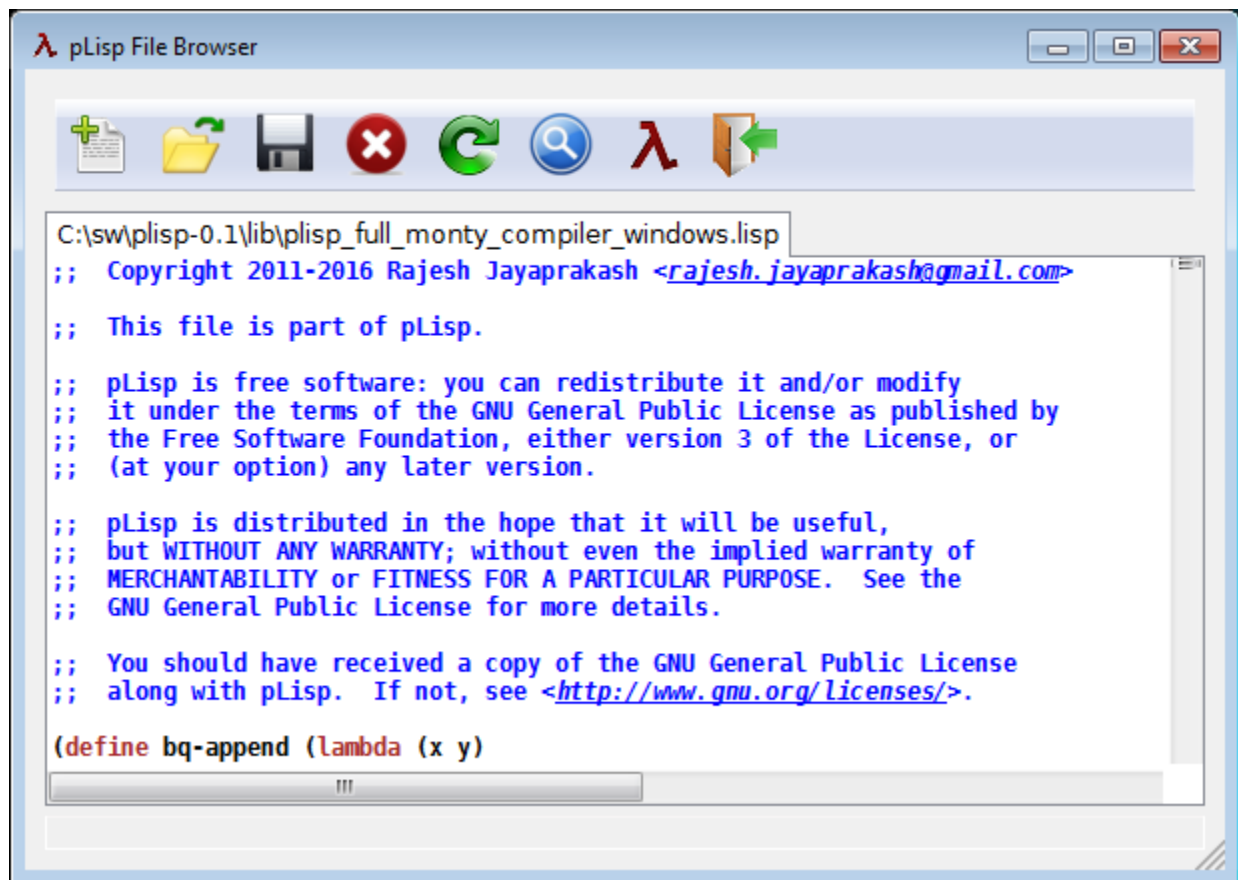 λ pLisp File Browser
λ
C:\sw\plisp-0.1\lib\plisp_full_monty_compiler_windows.lisp
;;  Copyright 2011-2016 Rajesh Jayaprakash <rajesh.jayaprakash@gmail.com>
;;  This file is part of pLisp.
;;  pLisp is free software: you can redistribute it and/or modify
;;  it under the terms of the GNU General Public License as published by
;;  the Free Software Foundation, either version 3 of the License, or
;;  (at your option) any later version.
;;  pLisp is distributed in the hope that it will be useful,
;;  but WITHOUT ANY WARRANTY; without even the implied warranty of
;;  MERCHANTABILITY or FITNESS FOR A PARTICULAR PURPOSE.  See the
;;  GNU General Public License for more details.
;;  You should have received a copy of the GNU General Public License
;;  along with pLisp.  If not, see <http://www.gnu.org/licenses/>.
(define bq-append (lambda (x y)